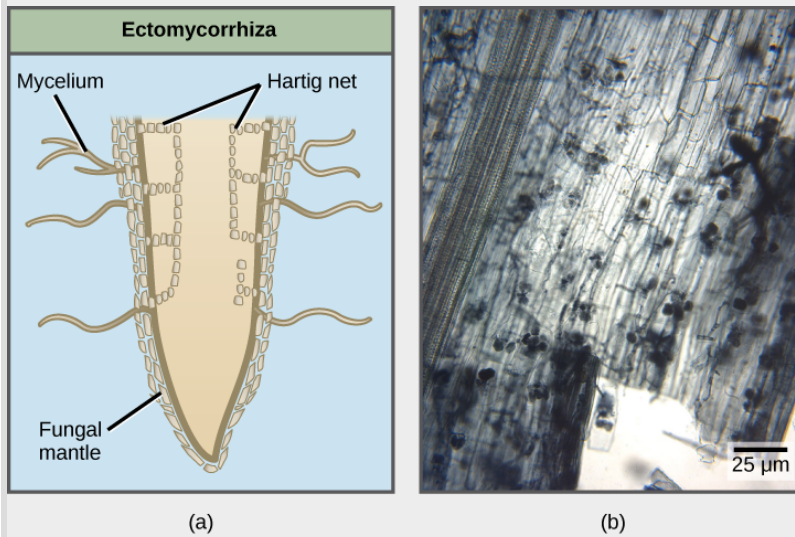 Ectomycorrhiza
Mycelium
Hartig net
Fungal
mantle
25 μm
(a)
(b)